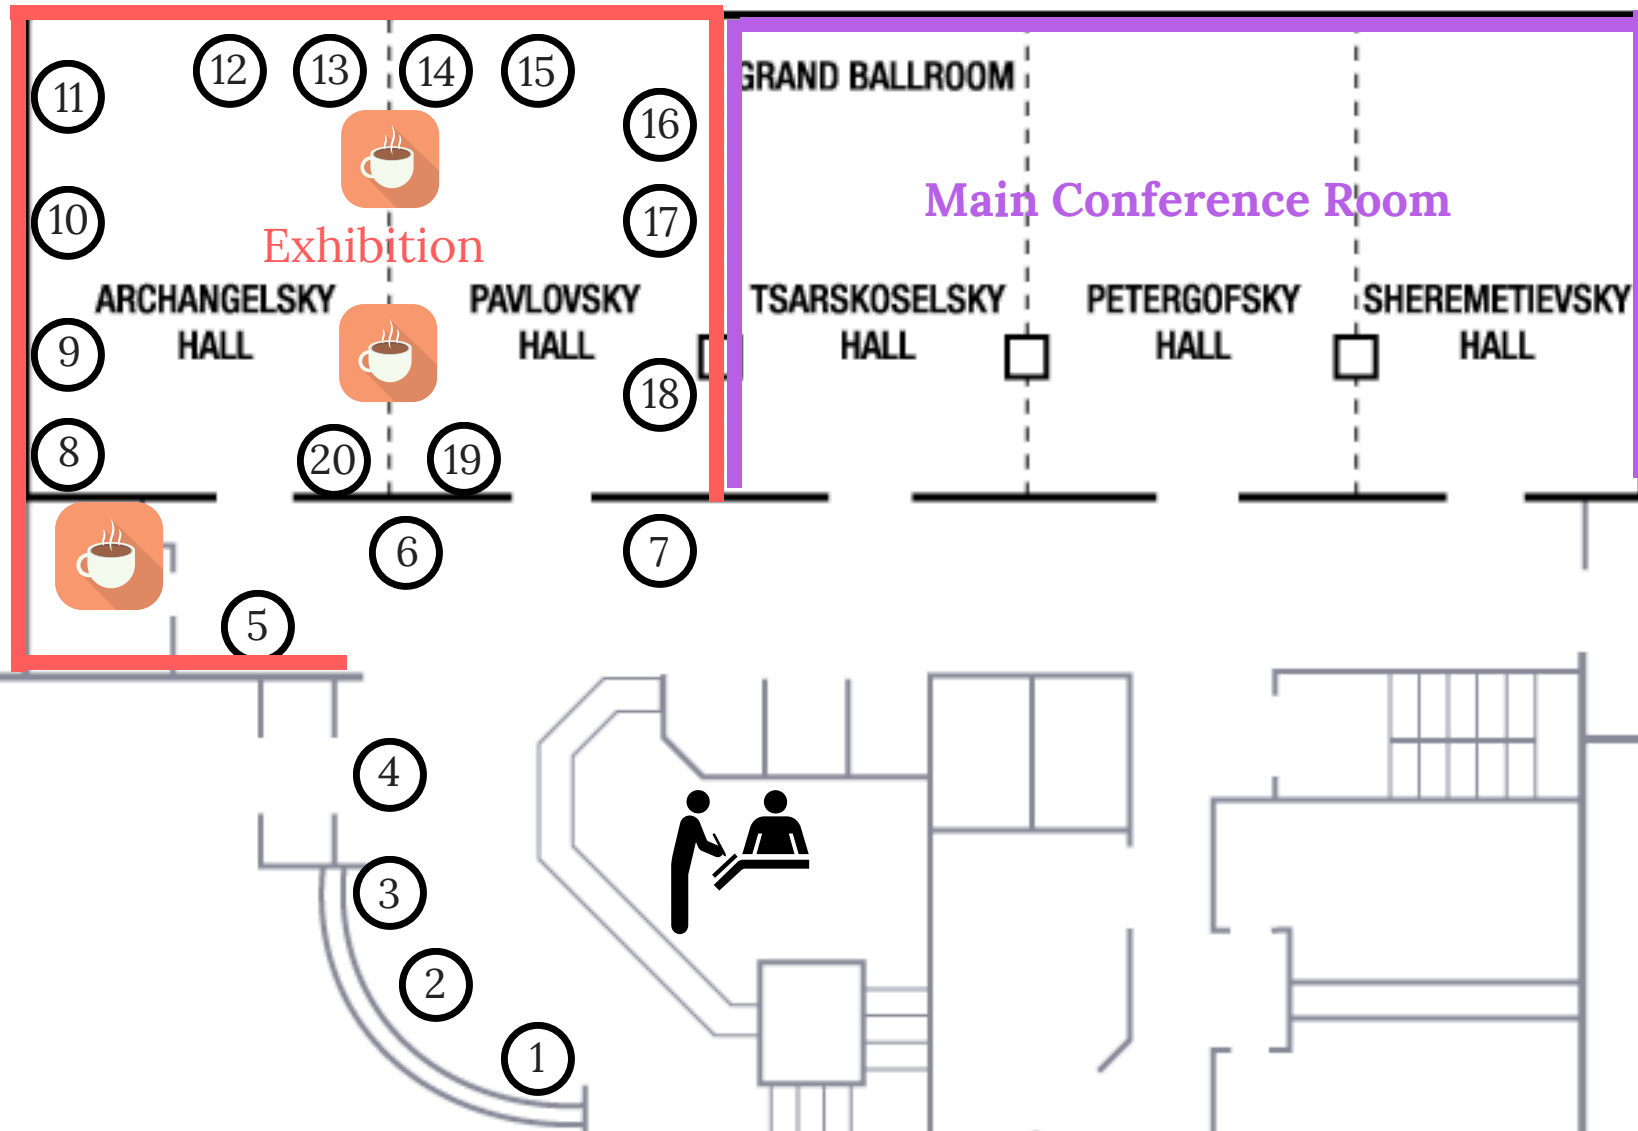 12 13 14 15
11
GRAND BALLROOM
16
Main Conference Room
10
17
Exhibition
ARCHANGELSKY
HALL
PAVLOVSKY
HALL
TSARSKOSELSKY
HALL
PETERGOFSKY
HALL
SHEREMETIEVSKY
HALL
9
18
8
20 19
6
7
5
4
3
2
1